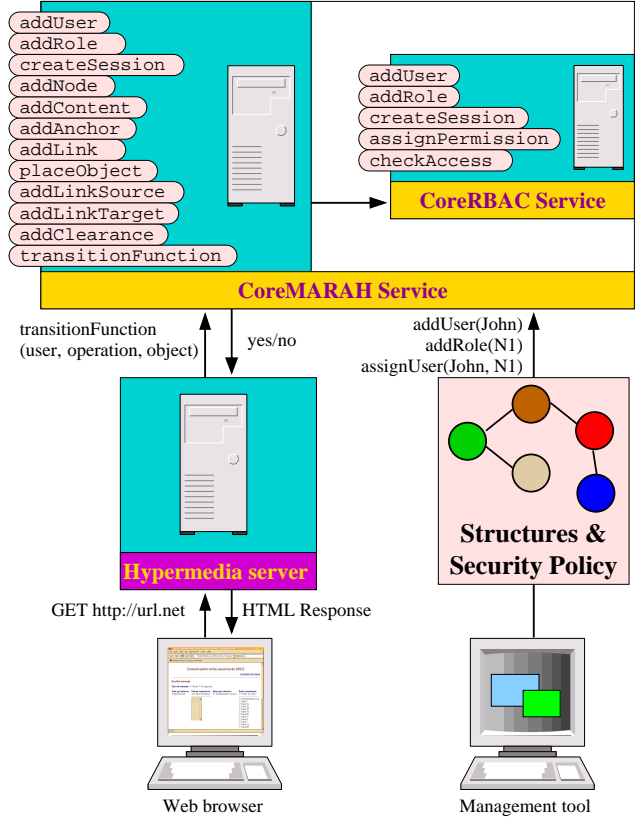 addUser
addRole
createSession
addNode
addContent
addAnchor
addLink
placeObject
addLinkSource
addLinkTarget
addClearance
transitionFunction
addUser
addRole
createSession
assignPermission
checkAccess
CoreRBAC Service
CoreMARAH Service
transitionFunction
(user, operation, object)
yes/no
addUser(John)
addRole(N1)
assignUser(John, N1)
Structures &
Security Policy
Hypermedia server
GET http://url.net
HTML Response
Web browser
Management tool